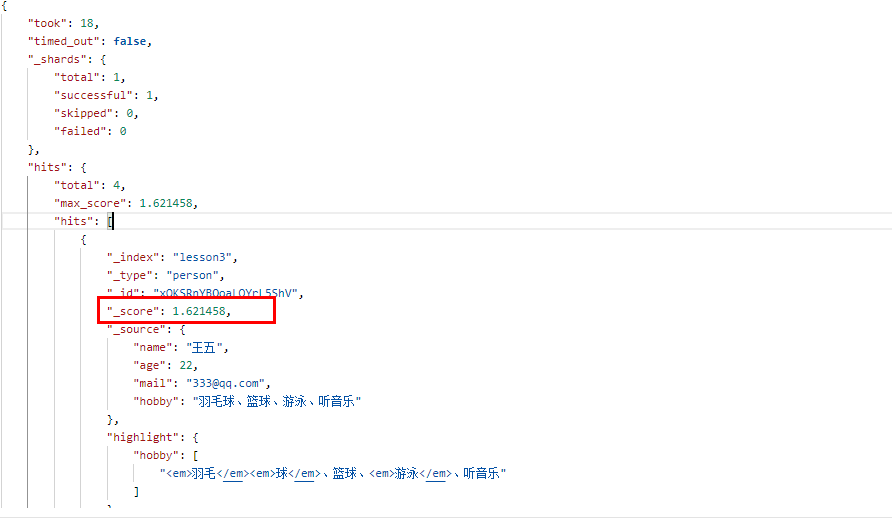 {
"took": 18,
"timed_out": false,
"_shards": {
"total": 1,
"successful": 1,
"skipped": 0,
"failed": 0
},
"hits": {
"total": 4,
"max_score": 1.621458,
"hits": [
{
"_index": "lesson3",
"_type": "person",
"_id":
"_score": 1.621458,
"_source": {
"name": "王五",
"age": 22,
"mail": "333@qq.com",
"hobby": "羽毛球、篮球、游泳、听音乐"
},
"highlight": {
"hobby": [
"<em>羽毛</em><em>球</em>、篮球、<em>游泳</em>、听音乐"
]